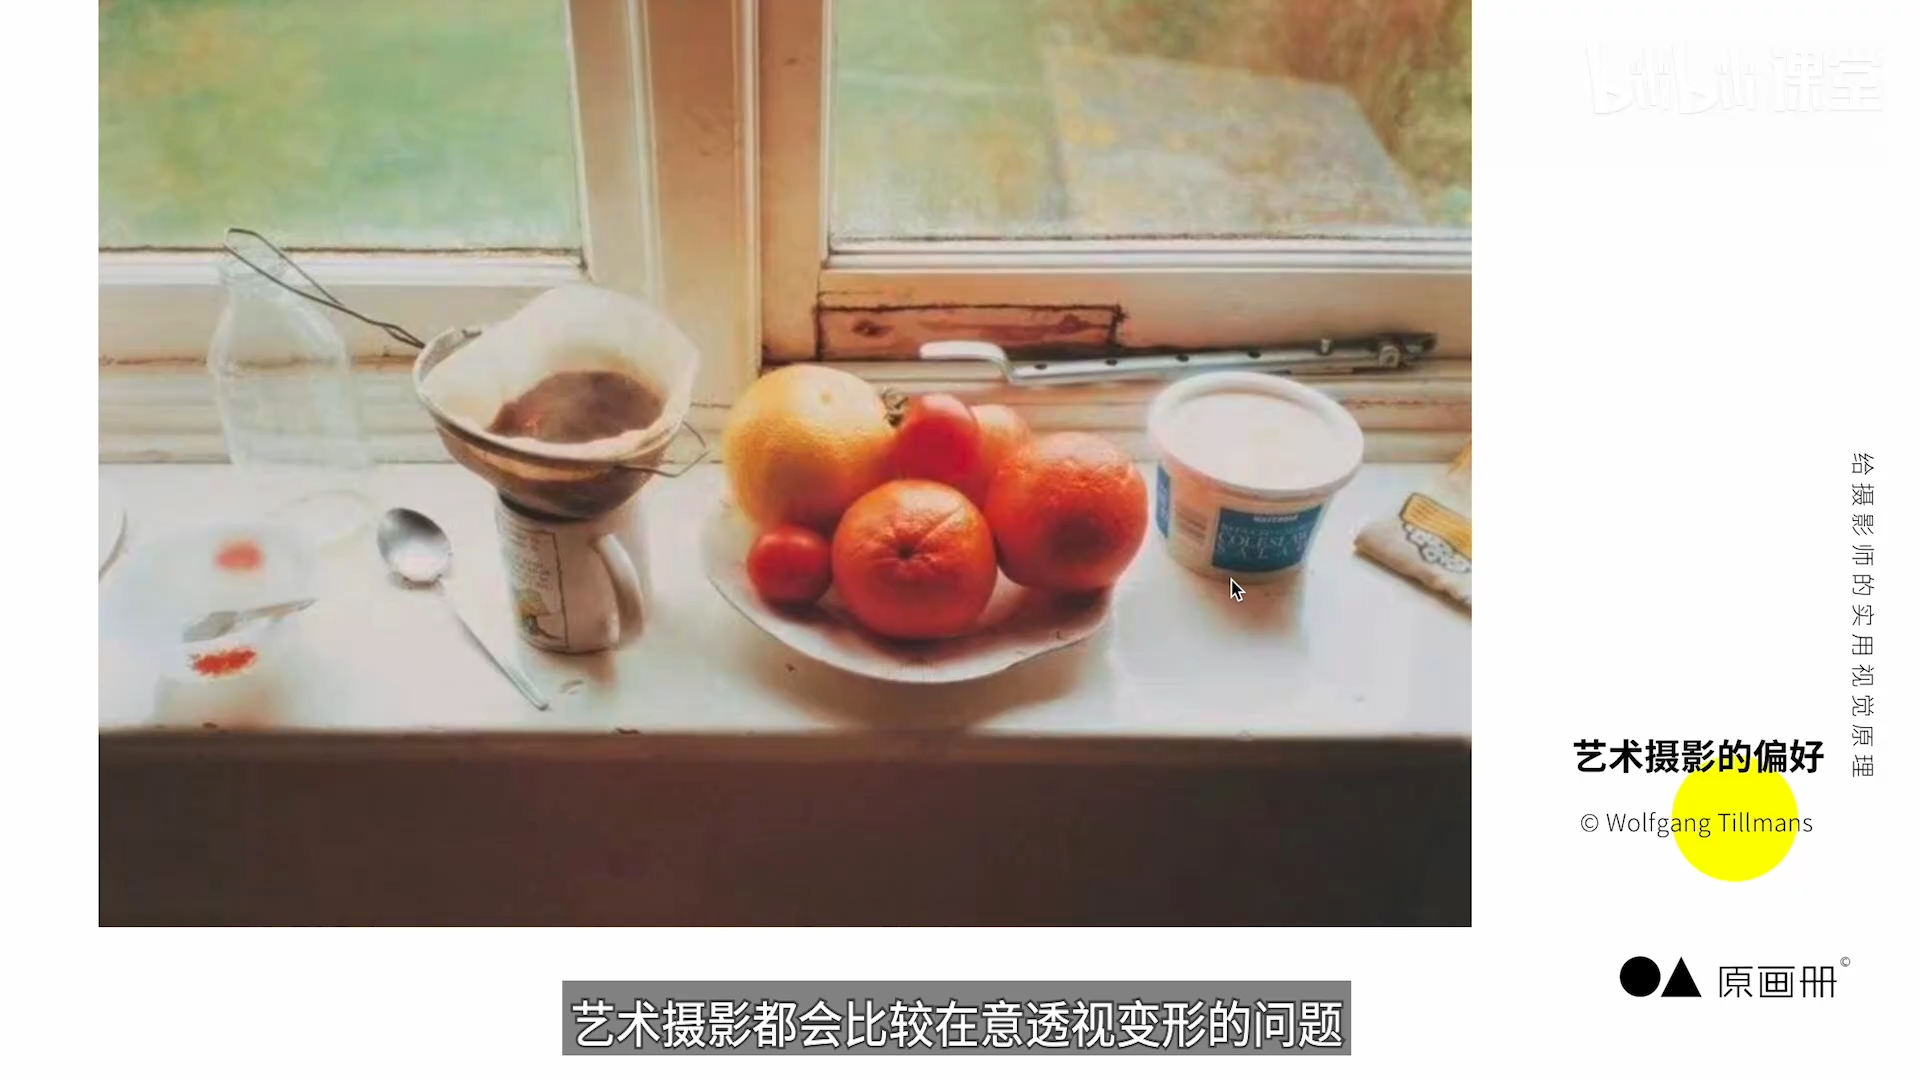 bilibili课堂
COLESLAW
给摄影师的实用视觉原理
艺术摄影的偏好
© Wolfgang Tillmans
原画册©
艺术摄影都会比较在意透视变形的问题